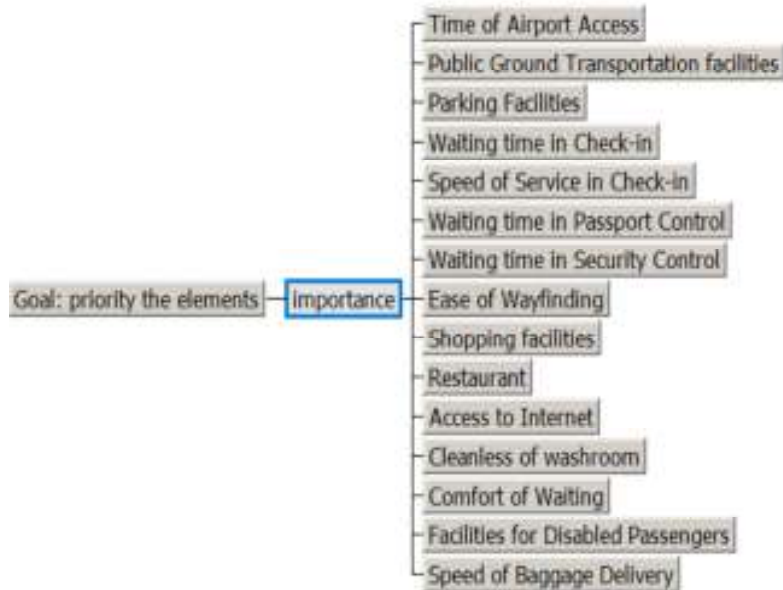 Time of Airport Access
Public Ground Transportation facilities
Parking Facilities
Waiting time in Check-in
Speed of Service in Check-in
Waiting time in Passport Control
Waiting time in Security Control
Goal: priority the elements
importance
Ease of Wayfinding
Shopping facilities
Restaurant
Access to Internet
Cleanless of washroom
Comfort of Waiting
Facilities for Disabled Passengers
Speed of Baggage Delivery